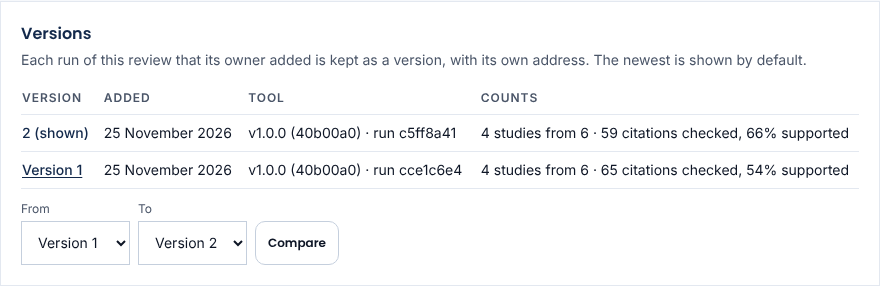 Versions
Each run of this review that its owner added is kept as a version, with its own address. The newest is shown by default.
VERSION ADDED TOOL COUNTS
2 (shown) 25 November 2026 v1.0.0 (40b00a0) · run c5ff8a41 4 studies from 6 · 59 citations checked, 66% supported
Version 1 25 November 2026 v1.0.0 (40b00a0) · run cce1c6e4 4 studies from 6 · 65 citations checked, 54% supported
From To
Version 1 Version 2 Compare